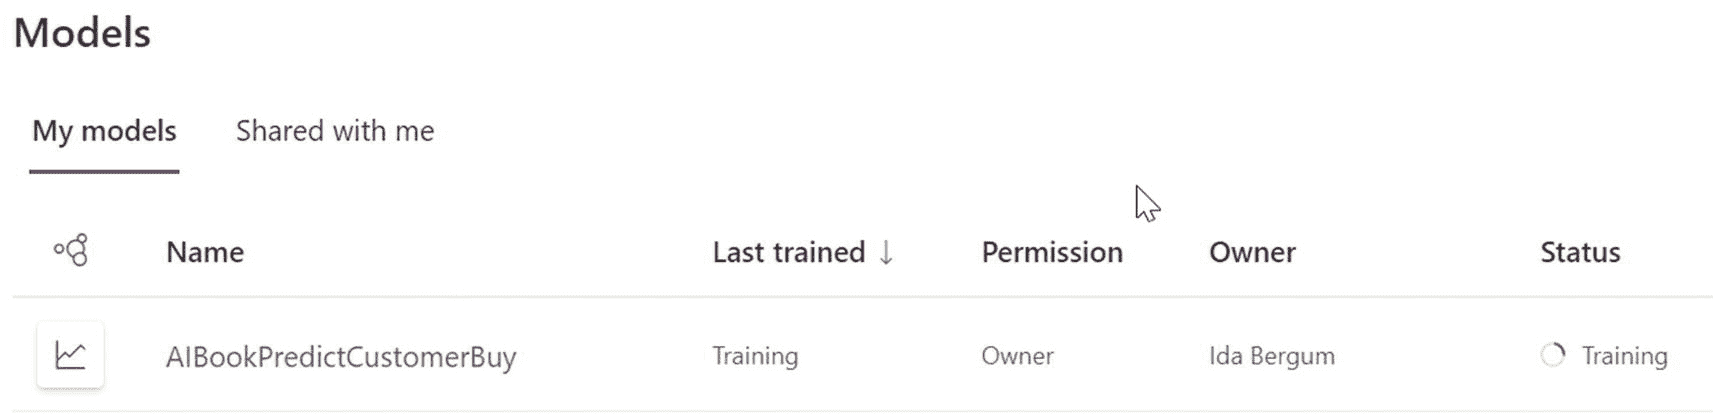 Models
My models Shared with me
Name Last trained ↓ Permission Owner Status
AIBookPredictCustomerBuy Training Owner Ida Bergum Training